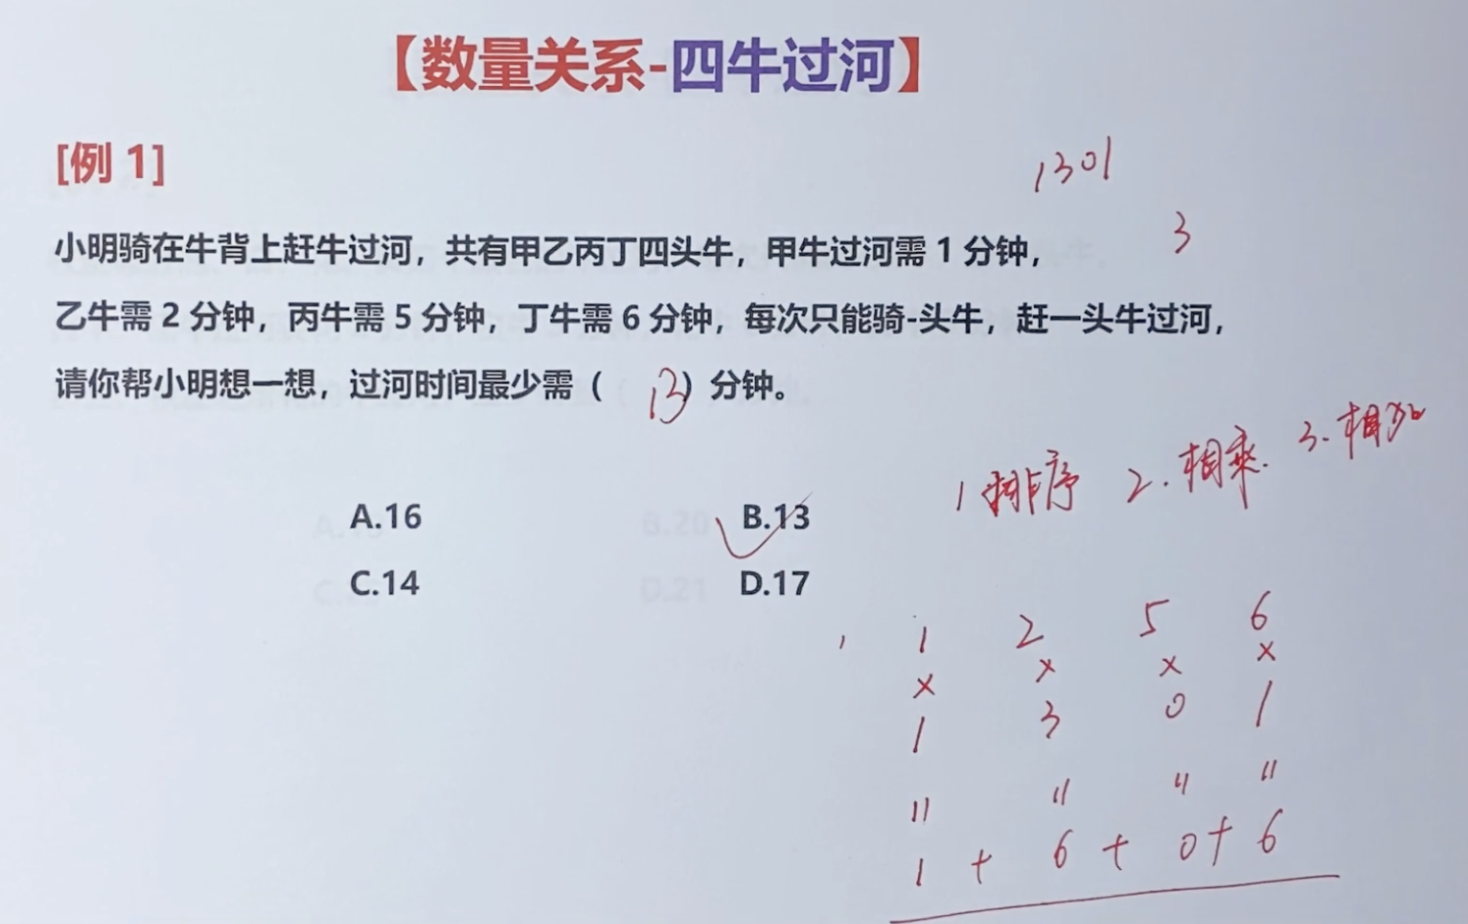 【数量关系-四牛过河】
[例 1]
1301
3
小明骑在牛背上赶牛过河，共有甲乙丙丁四头牛，甲牛过河需 1 分钟，
乙牛需 2 分钟，丙牛需 5 分钟，丁牛需 6 分钟，每次只能骑-头牛，赶一头牛过河，
请你帮小明想一想，过河时间最少需（ 13 ）分钟。
1 排序 2. 相乘. 3. 相加
A.16 B.13
C.14 D.17
1 2 5 6
× × × ×
1 3 0 1
" " " "
1 + 6 + 0 + 6